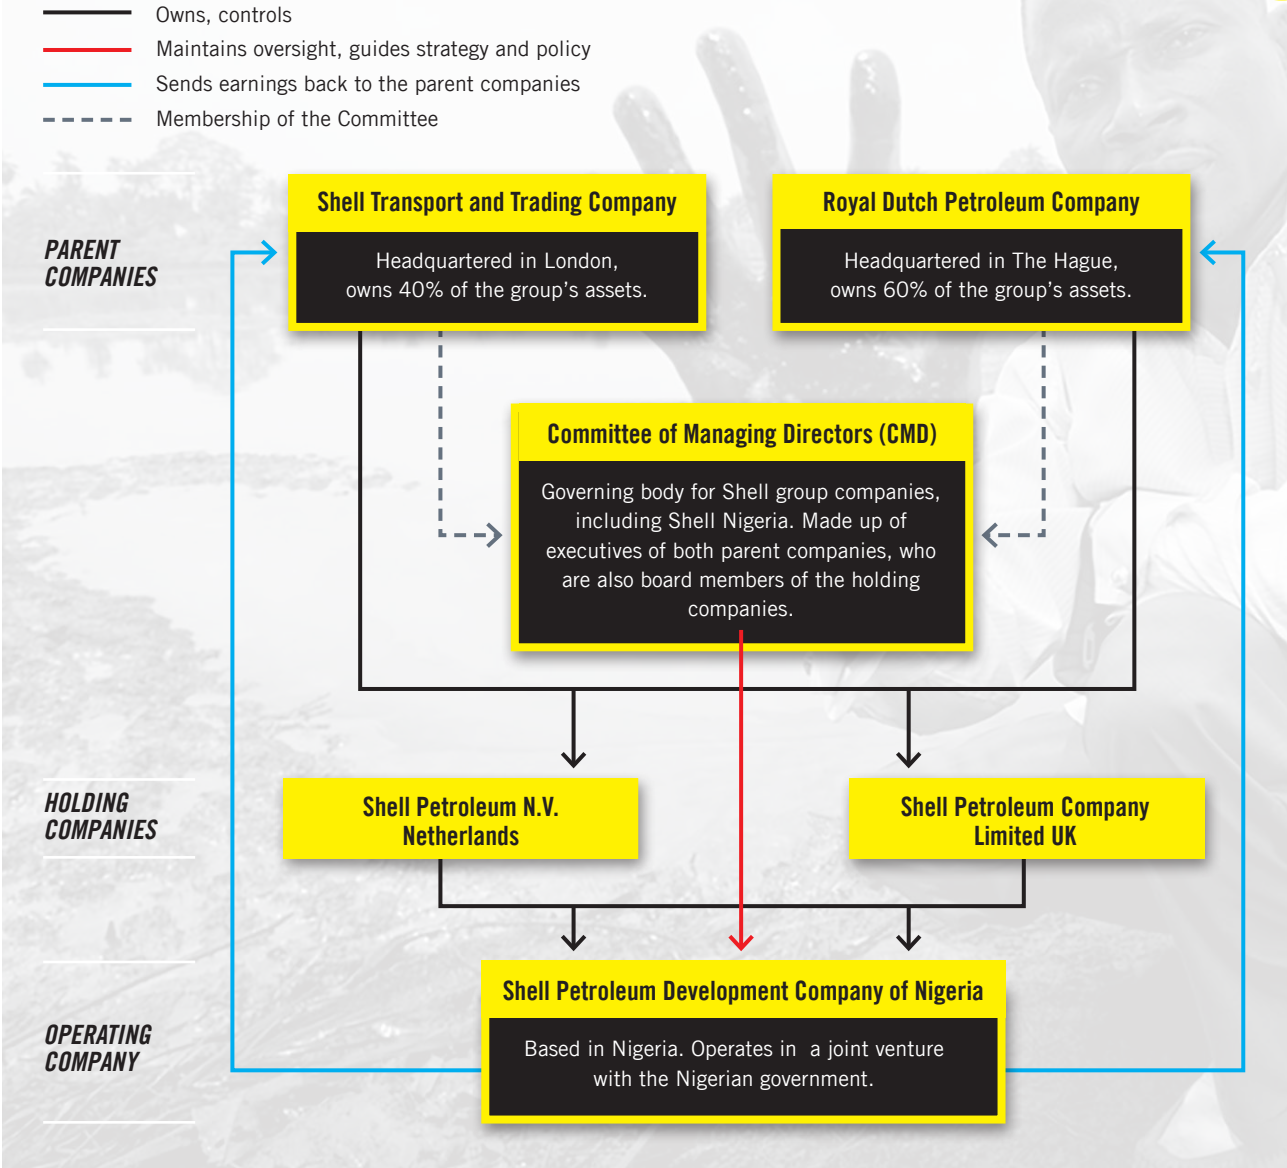 Owns, controls
Maintains oversight, guides strategy and policy
Sends earnings back to the parent companies
Membership of the Committee
PARENT
COMPANIES
Shell Transport and Trading Company
Headquartered in London,
owns 40% of the group’s assets.
Royal Dutch Petroleum Company
Headquartered in The Hague,
owns 60% of the group’s assets.
Committee of Managing Directors (CMD)
Governing body for Shell group companies,
including Shell Nigeria. Made up of
executives of both parent companies, who
are also board members of the holding
companies.
HOLDING
COMPANIES
Shell Petroleum N.V.
Netherlands
Shell Petroleum Company
Limited UK
OPERATING
COMPANY
Shell Petroleum Development Company of Nigeria
Based in Nigeria. Operates in a joint venture
with the Nigerian government.